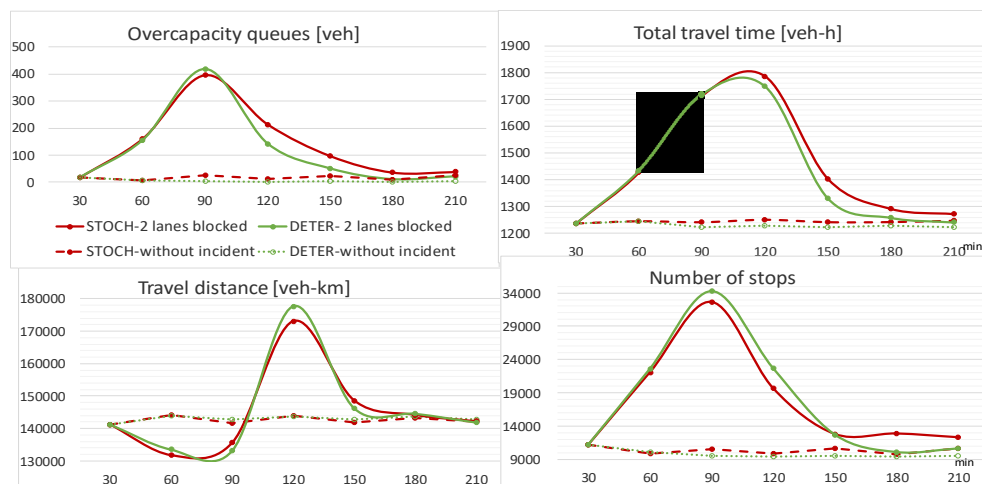 Overcapacity queues [veh]
500
400
300
200
100
0
30 60 90 120 150 180 210
STOCH-2 lanes blocked DETER- 2 lanes blocked
STOCH-without incident DETER-without incident
Total travel time [veh-h]
1900
1800
1700
1600
1500
1400
1300
1200
30 60 90 120 150 180 210 min
Travel distance [veh-km]
180000
170000
160000
150000
140000
130000
30 60 90 120 150 180 210
Number of stops
34000
29000
24000
19000
14000
9000
min
30 60 90 120 150 180 210